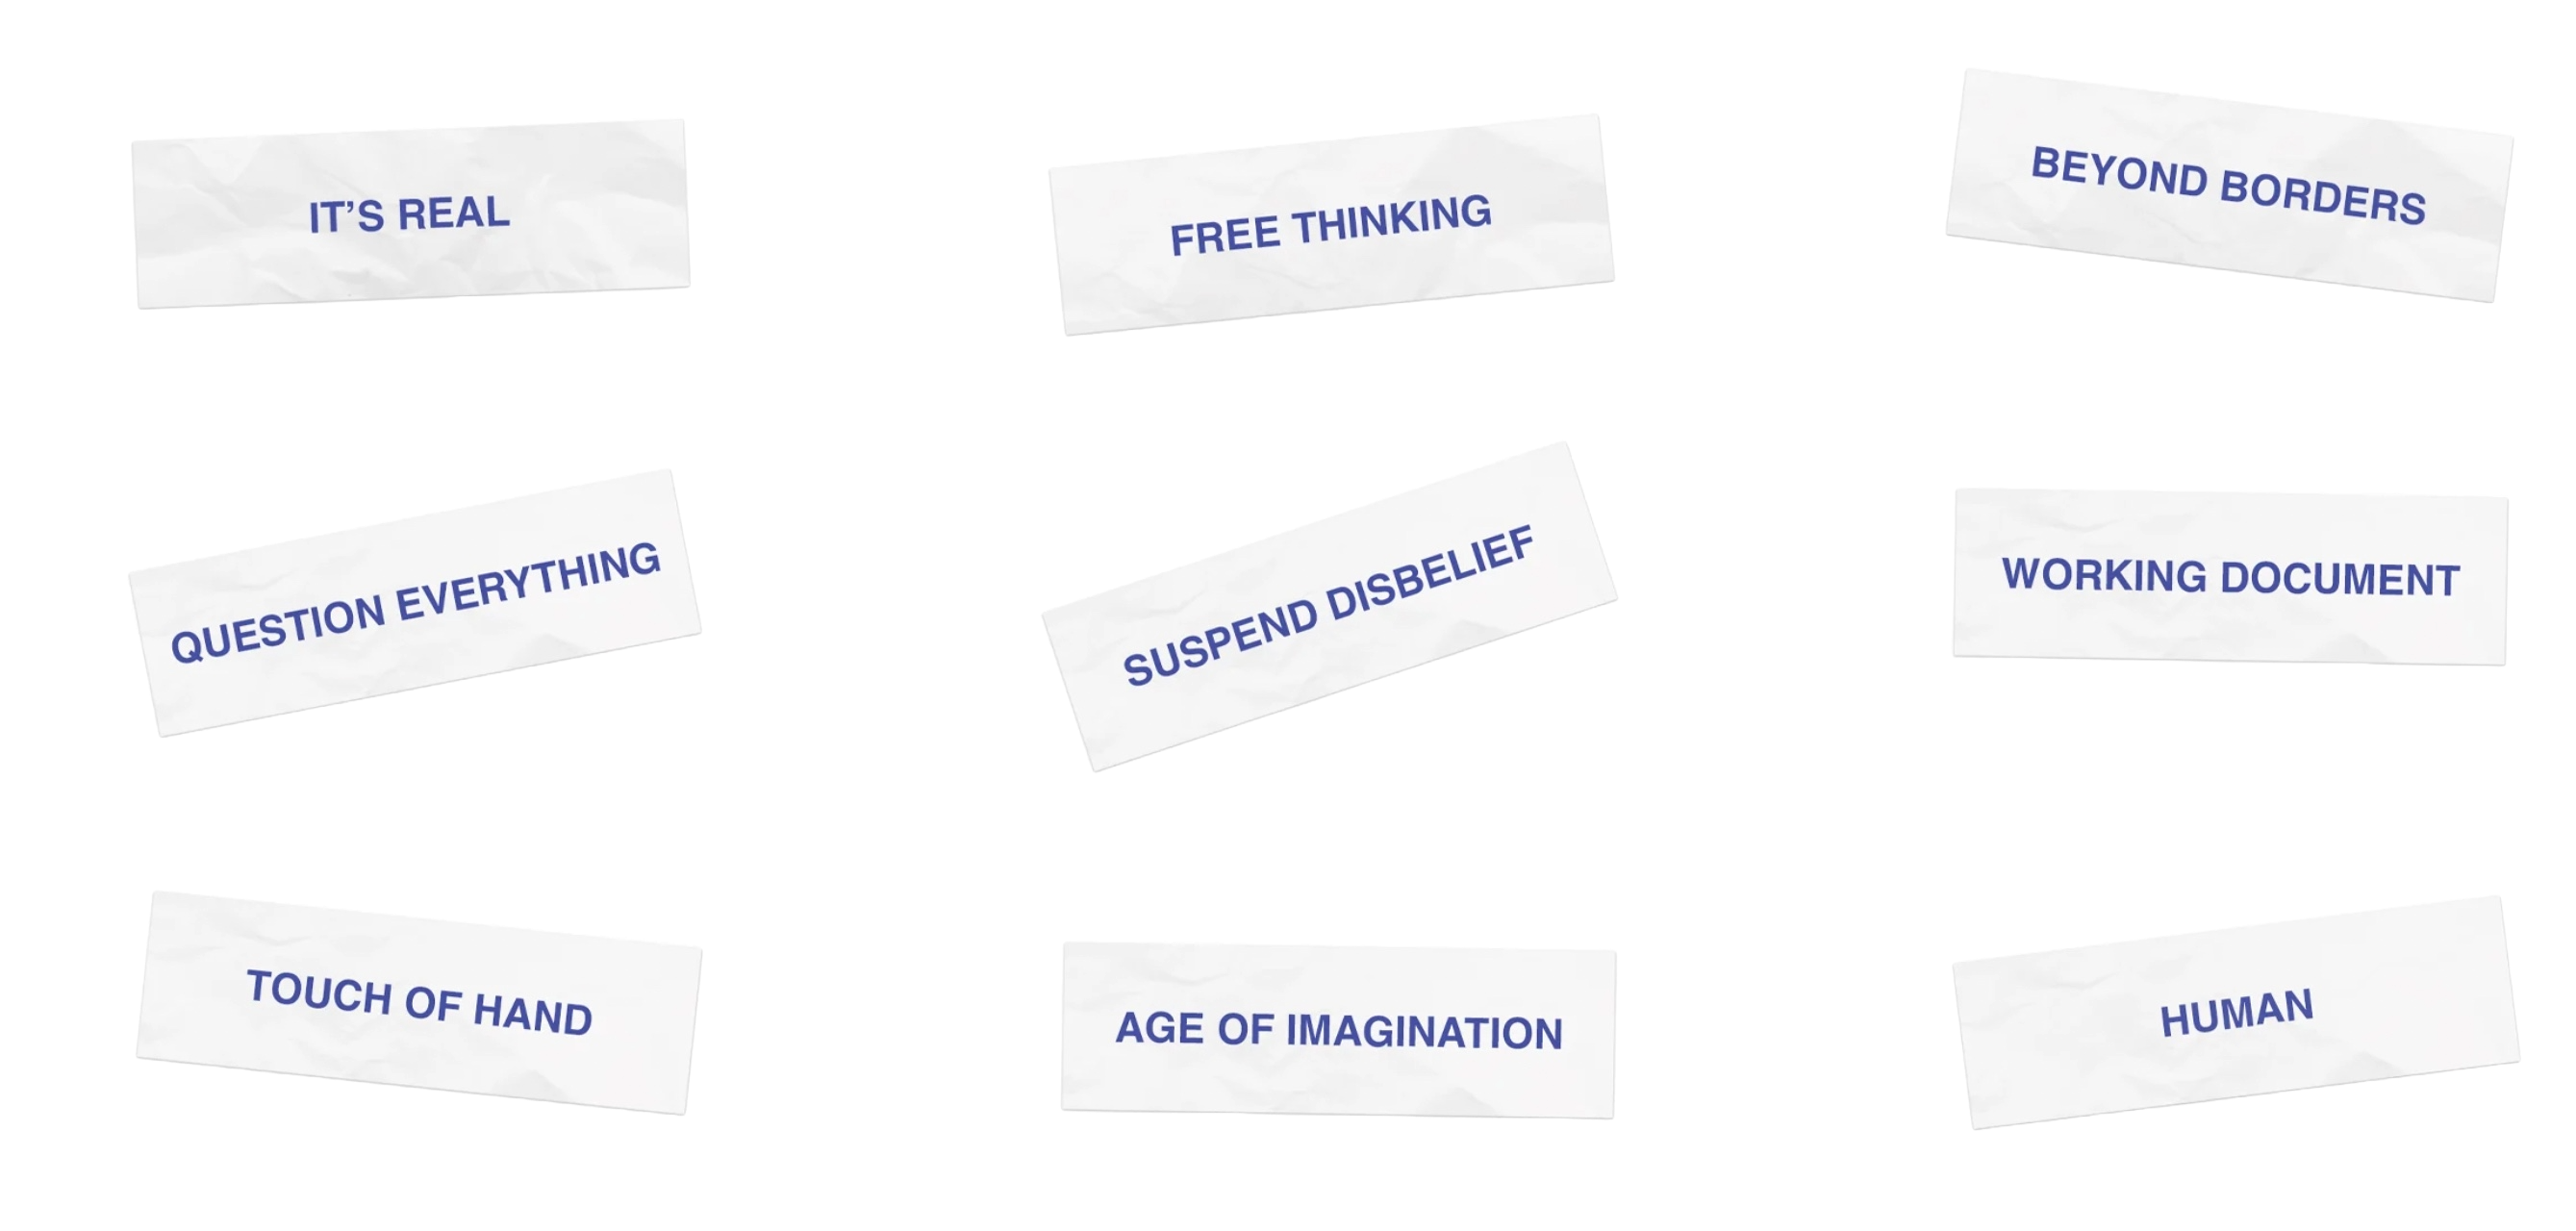 IT’S REAL
FREE THINKING
BEYOND BORDERS
QUESTION EVERYTHING
SUSPEND DISBELIEF
WORKING DOCUMENT
TOUCH OF HAND
AGE OF IMAGINATION
HUMAN